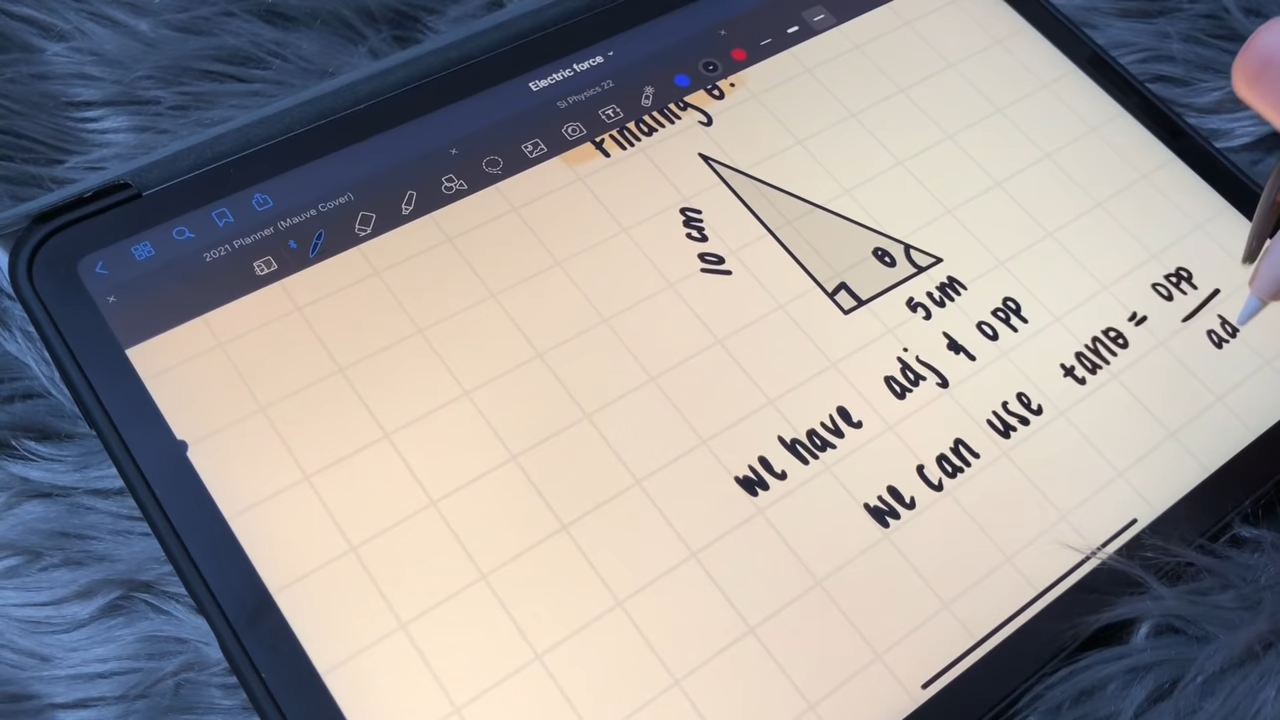 Electric force
SI Physics 22
2021 Planner (Mauve Cover)
Finding θ:
10 cm
θ
5cm
we have adj & opp
we can use tanθ = opp
ad